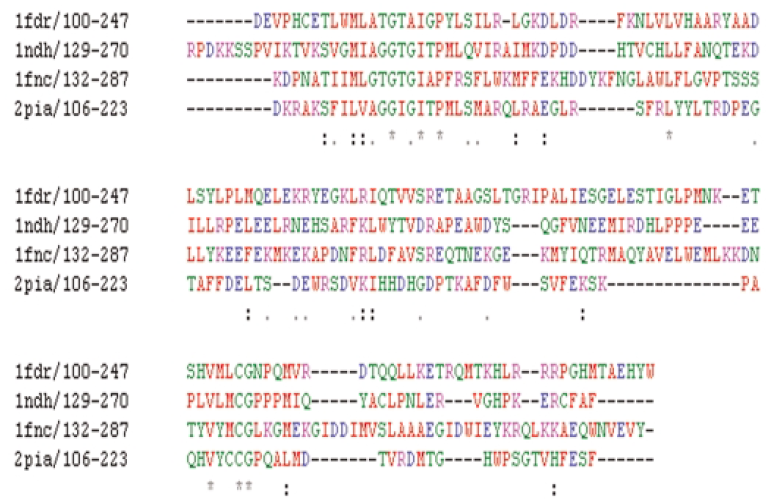 1fdr/100-247 -------DEVPHCETLWMLATGTAIGPYLSILR-LGKDLDR----FKNLVLVHAARYAAD
1ndh/129-270 RPDKKSSPVIKTVKSVGMIAGGTGITPMLQVIRAIMKDPDD----HTVCHLLFANQTEKD
1fnc/132-287 ---------KDPNATIIMLGTGTGIAPFRSFLWKMFFEKHDDYKFNGLAWLFLGVPTSSS
2pia/106-223 ---------DKRAKSFILVAGGIGITPMLSMARQLRAEGLR------SFRLYYLTRDPEG
:. ::: . * * * .. : : * .
1fdr/100-247 LSYLPLMQELEKRYEGKLRIQTVVSRETAAGSLTGRIPALIESGELESTIGLPMNK--ET
1ndh/129-270 ILLRPELEELRNEHSARFKLWYTVDRAPEAWDYS---QGFVNEEMIRDHLPPPE----EE
1fnc/132-287 LLYKEEFEKMKEKAPDNFRLDFAVSREQTNEKGE---KMYIQTRMAQYAVELWEMLKKDN
2pia/106-223 TAFFDELTS--DEWRSDVKIHHDHGDPTKAFDFW---SVFEKSK--------------PA
: . .. .:: . . :
1fdr/100-247 SHVMLCGNPQMVR-----DTQQLLKETRQMTKHLR--RRPGHMTAEHYW
1ndh/129-270 PLVLMCGPPPMIQ-----YACLPNLER---VGHPK--ERCFAF------
1fnc/132-287 TYVYMCGLKGMEKGIDDIMVSLAAAEGIDWIEYKRQLKKAEQWNVEVY-
2pia/106-223 QHVYCCGPQALMD-------TVRDMTG----HWPSGTVHFESF------
* ** : :